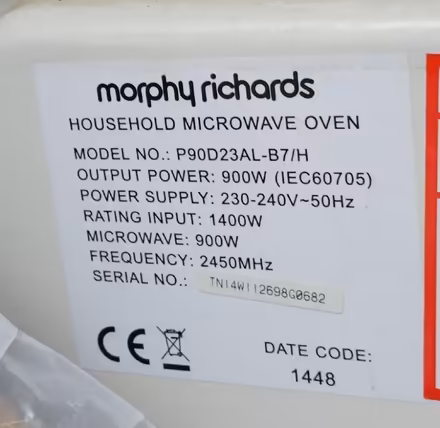 morphy richards
HOUSEHOLD MICROWAVE OVEN
MODEL NO.: P90D23AL-B7/H
OUTPUT POWER: 900W (IEC60705)
POWER SUPPLY: 230-240V~50Hz
RATING INPUT: 1400W
MICROWAVE: 900W
FREQUENCY: 2450MHz
SERIAL NO.: TN14W112698G0682
CE
DATE CODE:
1448